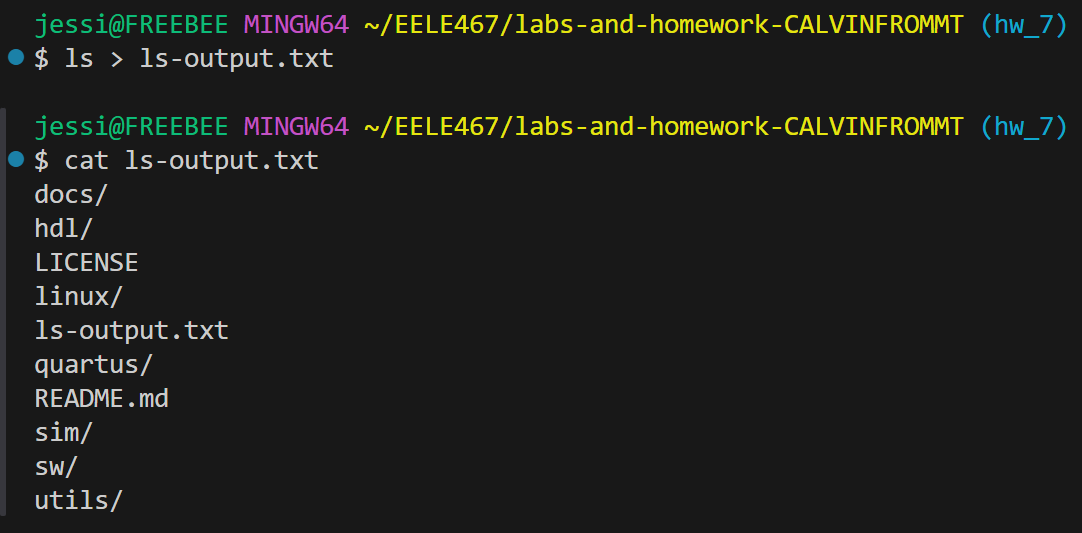 jessi@FREEBEE MINGW64 ~/EELE467/labs-and-homework-CALVINFROMMT (hw_7)
$ ls > ls-output.txt
jessi@FREEBEE MINGW64 ~/EELE467/labs-and-homework-CALVINFROMMT (hw_7)
$ cat ls-output.txt
docs/
hdl/
LICENSE
linux/
ls-output.txt
quartus/
README.md
sim/
sw/
utils/